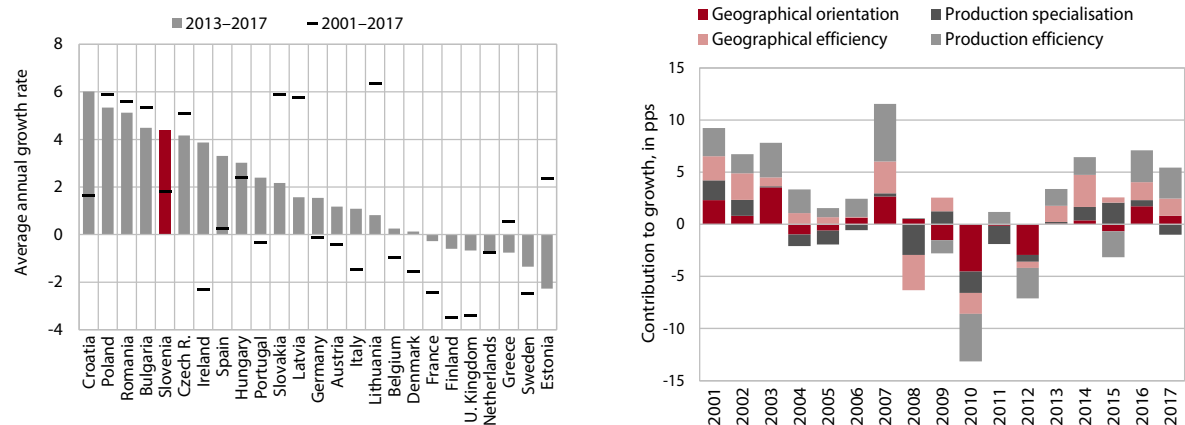 2013–2017 2001–2017
Average annual growth rate
8
6
4
2
0
-2
-4
Croatia
Poland
Romania
Bulgaria
Slovenia
Czech R.
Ireland
Spain
Hungary
Portugal
Slovakia
Latvia
Germany
Austria
Italy
Lithuania
Belgium
Denmark
France
Finland
U. Kingdom
Netherlands
Greece
Sweden
Estonia
Geographical orientation Production specialisation
Geographical efficiency Production efficiency
Contribution to growth, in pps
15
10
5
0
-5
-10
-15
2001
2002
2003
2004
2005
2006
2007
2008
2009
2010
2011
2012
2013
2014
2015
2016
2017